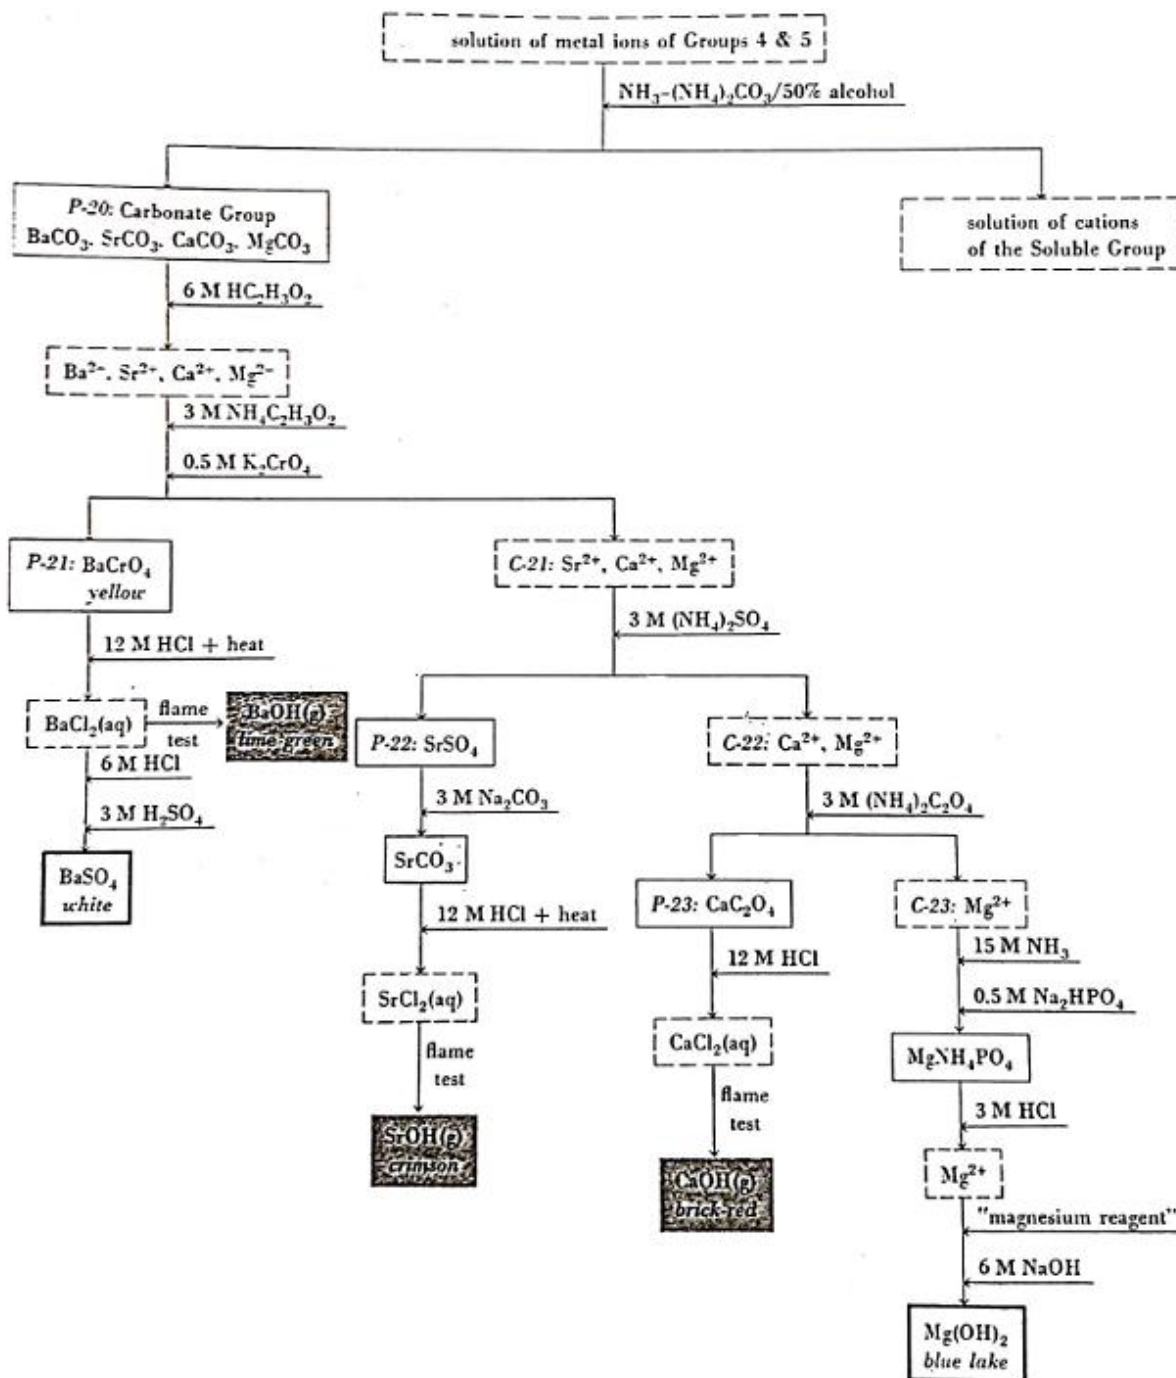 solution of metal ions of Groups 4 & 5
NH₃-(NH₄)₂CO₃/50% alcohol
P-20: Carbonate Group
BaCO₃. SrCO₃. CaCO₃. MgCO₃
solution of cations
of the Soluble Group
6 M HC₂H₃O₂
Ba²⁻. Sr²⁺, Ca²⁺. Mg²⁻
3 M NH₄C₂H₃O₂
0.5 M K₂CrO₄
P-21: BaCrO₄
yellow
C-21: Sr²⁺, Ca²⁺, Mg²⁺
12 M HCl + heat
3 M (NH₄)₂SO₄
BaCl₂(aq)
flame
test
BaOH(g)
lime-green
P-22: SrSO₄
C-22: Ca²⁺, Mg²⁺
6 M HCl
3 M H₂SO₄
BaSO₄
white
3 M Na₂CO₃
SrCO₃
12 M HCl + heat
SrCl₂(aq)
flame
test
SrOH(g)
crimson
3 M (NH₄)₂C₂O₄
P-23: CaC₂O₄
C-23: Mg²⁺
12 M HCl
CaCl₂(aq)
flame
test
CaOH(g)
brick-red
15 M NH₃
0.5 M Na₂HPO₄
MgNH₄PO₄
3 M HCl
Mg²⁺
"magnesium reagent"
6 M NaOH
Mg(OH)₂
blue lake